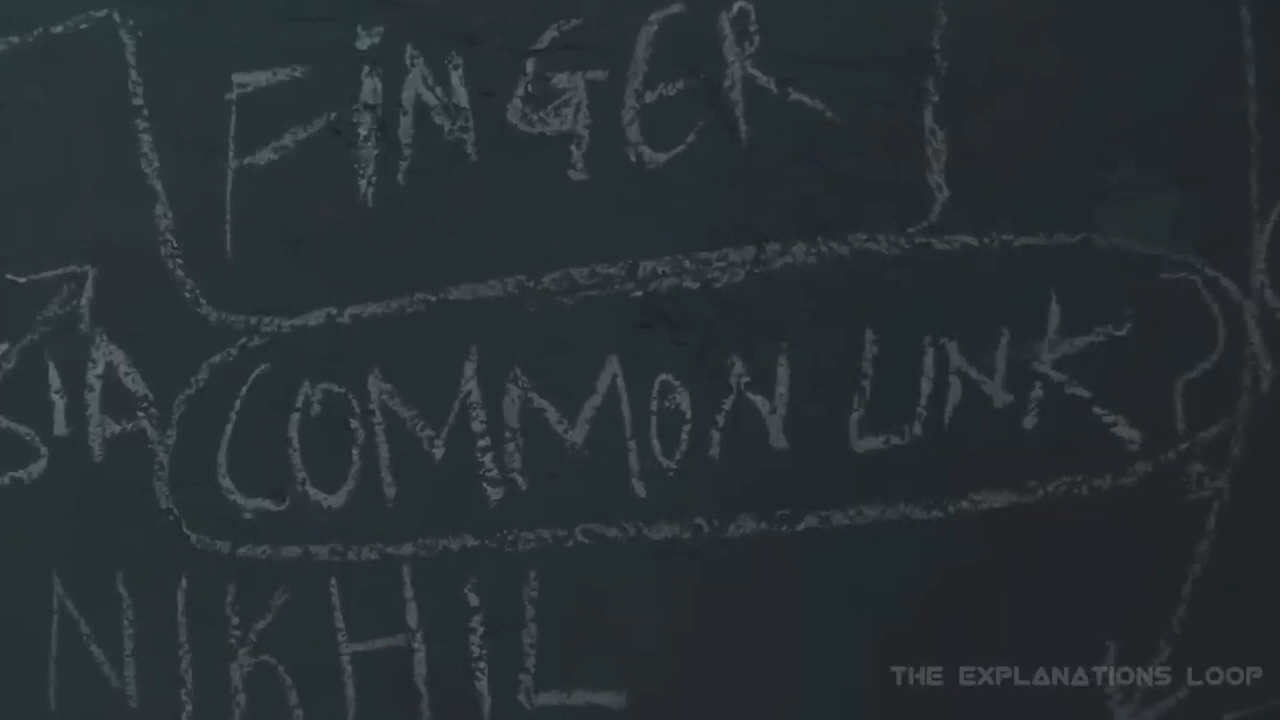 FINGER
COMMON LINK?
NIKHIL
THE EXPLANATIONS LOOP